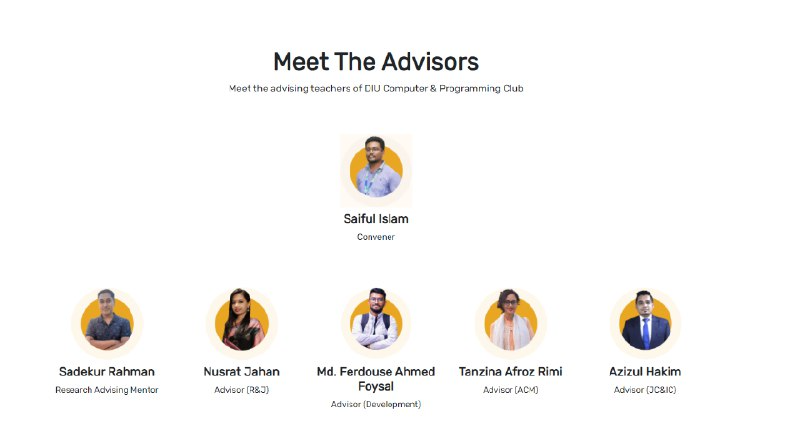 Meet The Advisors
Meet the advising teachers of DIU Computer & Programming Club
Saiful Islam
Convener
Sadekur Rahman
Research Advising Mentor
Nusrat Jahan
Advisor (R&J)
Md. Ferdouse Ahmed
Foysal
Advisor (Development)
Tanzina Afroz Rimi
Advisor (ACM)
Azizul Hakim
Advisor (JC&IC)